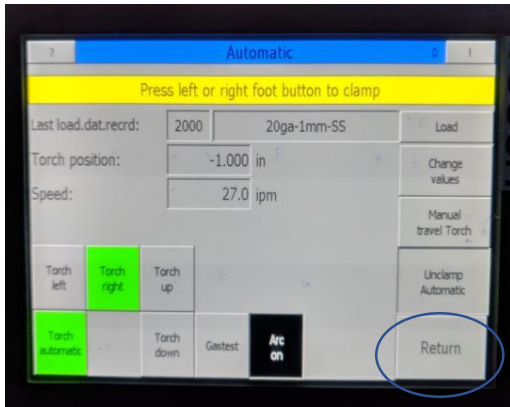 ? Automatic 0 !
Press left or right foot button to clamp
Last load.dat.recrd: 2000 20ga-1mm-SS Load
Torch position: -1.000 in Change values
Speed: 27.0 ipm
Manual travel Torch
Torch left Torch right Torch up Unclamp Automatic
Torch automatic Torch down Gastest Arc on Return